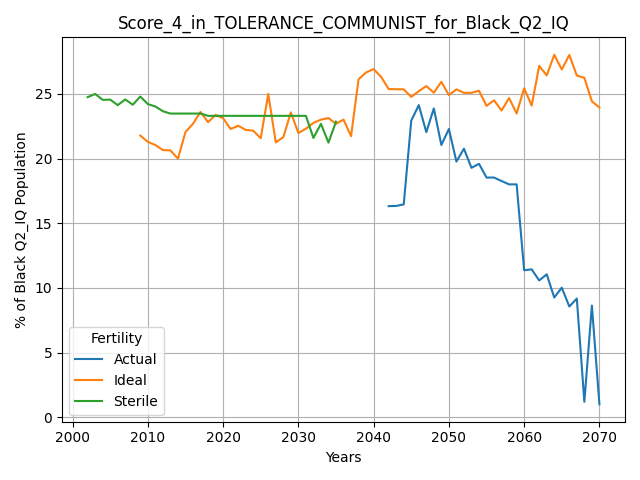 Score_4_in_TOLERANCE_COMMUNIST_for_Black_Q2_IQ
% of Black Q2_IQ Population
25
20
15
10
5
0
Fertility
Actual
Ideal
Sterile
2000 2010 2020 2030 2040 2050 2060 2070
Years